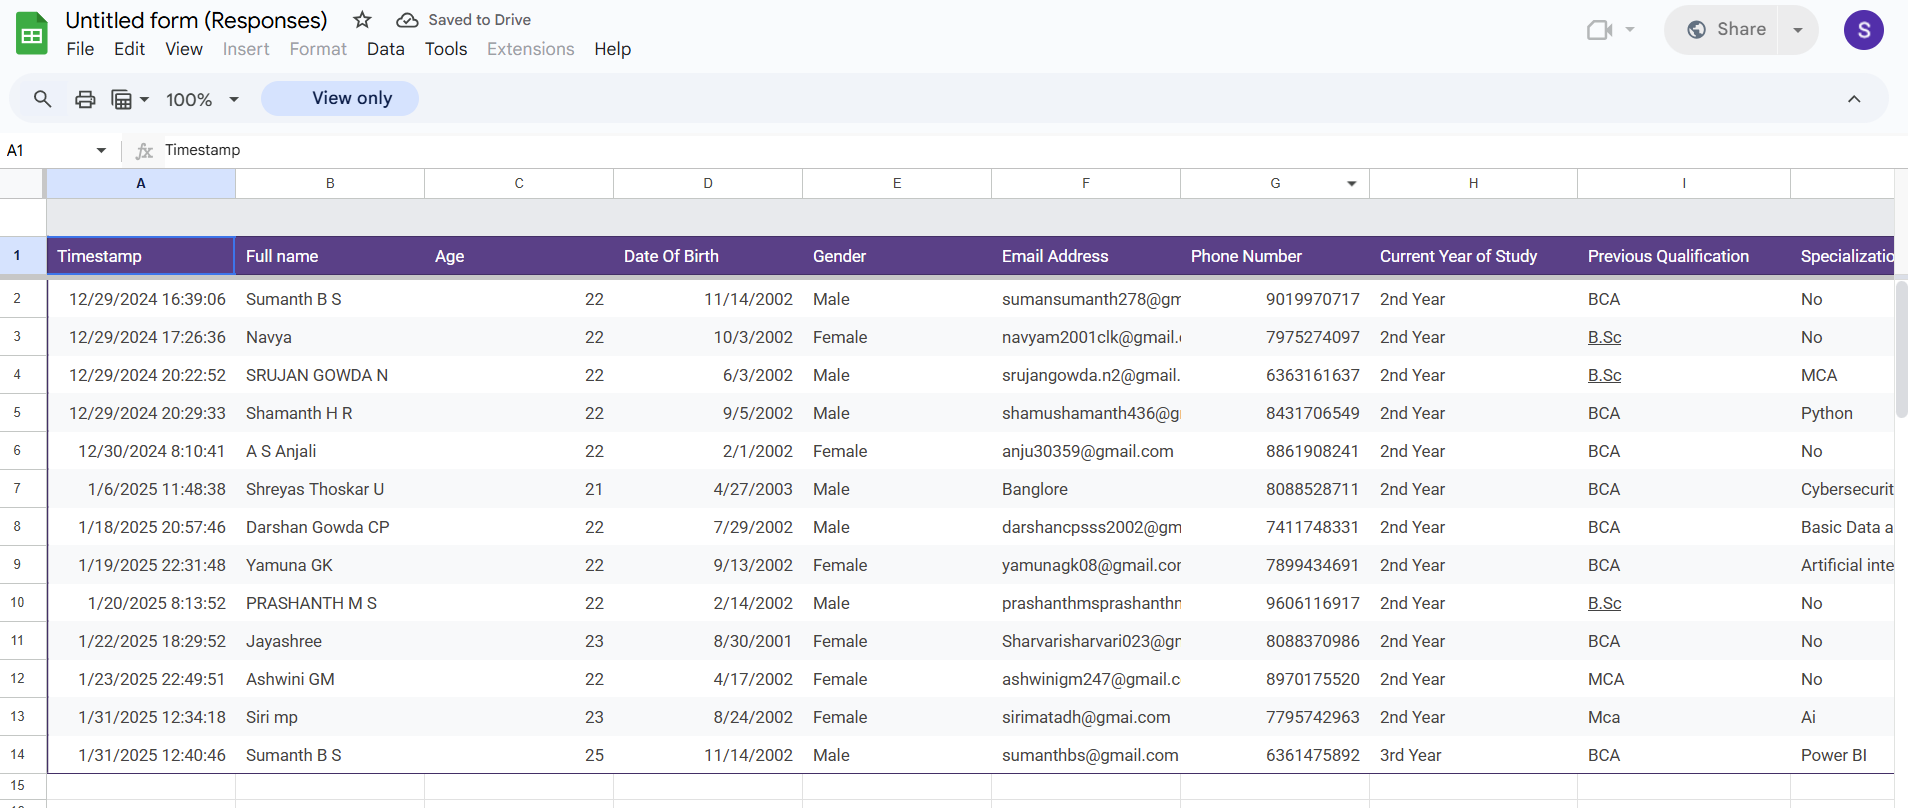 Untitled form (Responses) Saved to Drive
File Edit View Insert Format Data Tools Extensions Help
Share
S
100% View only
A1 fx Timestamp
A B C D E F G H I
1 Timestamp Full name Age Date Of Birth Gender Email Address Phone Number Current Year of Study Previous Qualification Specializatio
2 12/29/2024 16:39:06 Sumanth B S 22 11/14/2002 Male sumansumanth278@gm 9019970717 2nd Year BCA No
3 12/29/2024 17:26:36 Navya 22 10/3/2002 Female navyam2001clk@gmail. 7975274097 2nd Year B.Sc No
4 12/29/2024 20:22:52 SRUJAN GOWDA N 22 6/3/2002 Male srujangowda.n2@gmail. 6363161637 2nd Year B.Sc MCA
5 12/29/2024 20:29:33 Shamanth H R 22 9/5/2002 Male shamushamanth436@g 8431706549 2nd Year BCA Python
6 12/30/2024 8:10:41 A S Anjali 22 2/1/2002 Female anju30359@gmail.com 8861908241 2nd Year BCA No
7 1/6/2025 11:48:38 Shreyas Thoskar U 21 4/27/2003 Male Banglore 8088528711 2nd Year BCA Cybersecurit
8 1/18/2025 20:57:46 Darshan Gowda CP 22 7/29/2002 Male darshancpsss2002@gm 7411748331 2nd Year BCA Basic Data a
9 1/19/2025 22:31:48 Yamuna GK 22 9/13/2002 Female yamunagk08@gmail.cor 7899434691 2nd Year BCA Artificial inte
10 1/20/2025 8:13:52 PRASHANTH M S 22 2/14/2002 Male prashanthmsprashanthr 9606116917 2nd Year B.Sc No
11 1/22/2025 18:29:52 Jayashree 23 8/30/2001 Female Sharvarisharvari023@gr 8088370986 2nd Year BCA No
12 1/23/2025 22:49:51 Ashwini GM 22 4/17/2002 Female ashwinigm247@gmail.c 8970175520 2nd Year MCA No
13 1/31/2025 12:34:18 Siri mp 23 8/24/2002 Female sirimatadh@gmai.com 7795742963 2nd Year Mca Ai
14 1/31/2025 12:40:46 Sumanth B S 25 11/14/2002 Male sumanthbs@gmail.com 6361475892 3rd Year BCA Power BI
15